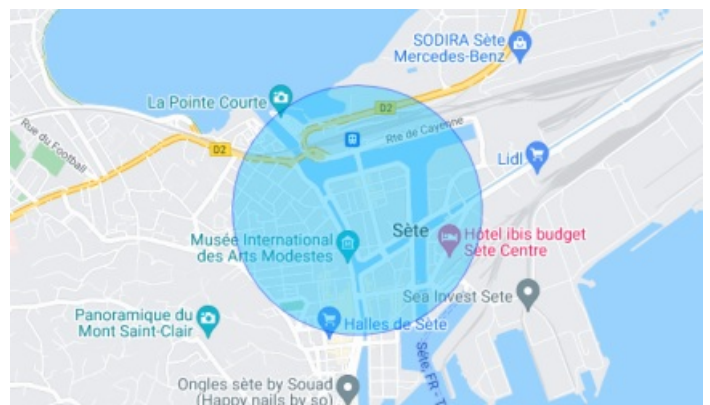 SODIRA Sète
Mercedes-Benz
La Pointe Courte
D2
Rte de Cayenne
Rue du Football
D2
Lidl
Sète
Musée International
des Arts Modestes
Hotel ibis budget
Sète Centre
Sea Invest Sete
Panoramique du
Mont Saint-Clair
Halles de Sète
Sète, FR - T
Ongles sète by Souad
(Happy nails by so)